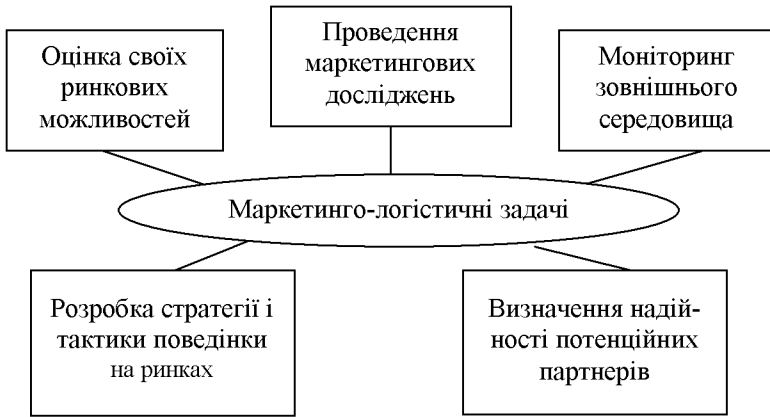 Оцінка своїх
ринкових
можливостей
Проведення
маркетингових
досліджень
Моніторинг
зовнішнього
середовища
Маркетинго-логістичні задачі
Розробка стратегії і
тактики поведінки
на ринках
Визначення надій-
ності потенційних
партнерів